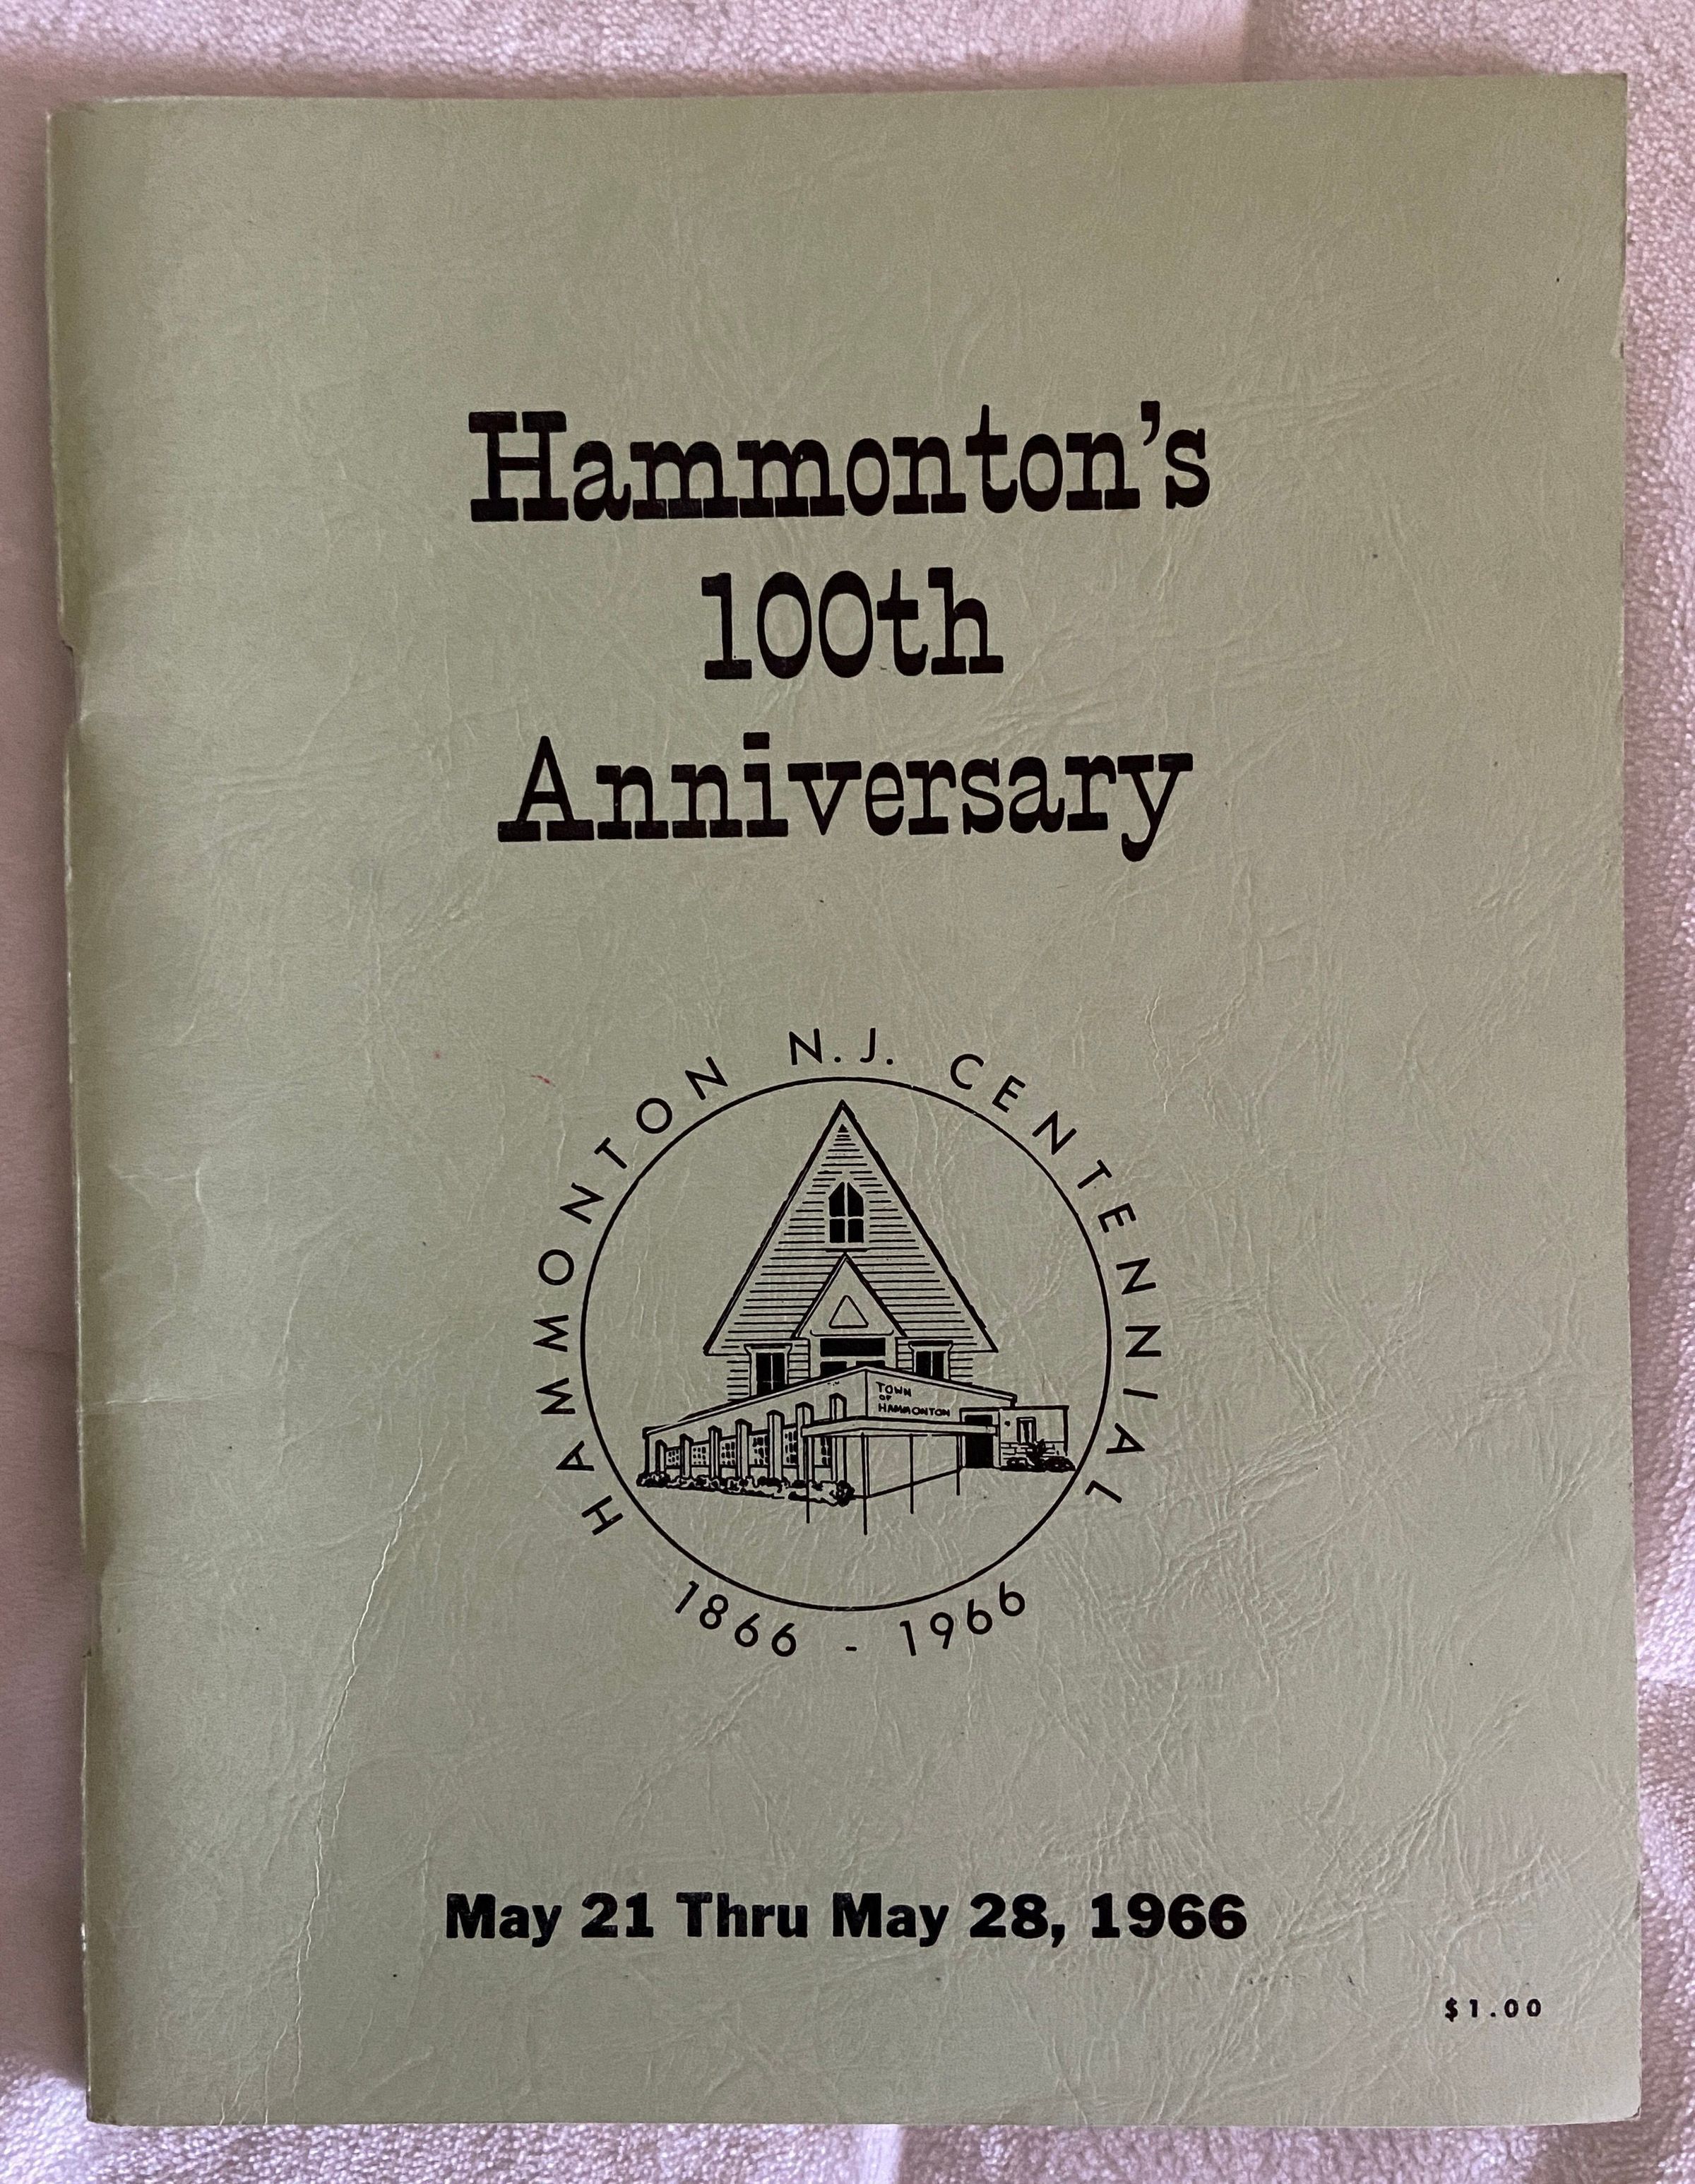 Hammonton's
100th
Anniversary
HAMMONTON N.J. CENTENNIAL
TOWN
OF
HAMMONTON
1866 - 1966
May 21 Thru May 28, 1966
$1.00